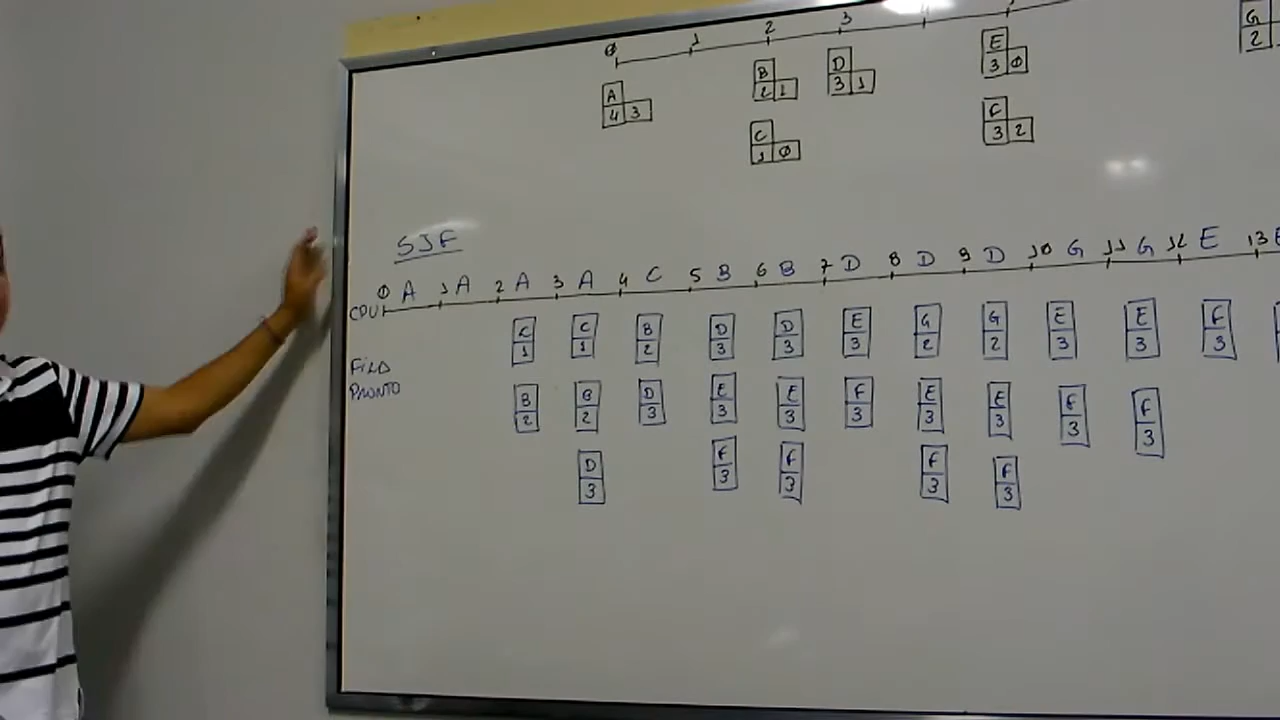 0 1 2 3 4
B D E G
A 2 1 3 1 3 0 2
4 3 C F
1 0 3 2
SJF
0 A 1 A 2 A 3 A 4 C 5 B 6 B 7 D 8 D 9 D 10 G 11 G 12 E 13 E
CPU
C C B D D E G G E E F
1 1 2 3 3 3 2 2 3 3 3
FILA
PRONTO
B B D E E F E E F F
2 2 3 3 3 3 3 3 3 3
D F F F F
3 3 3 3 3